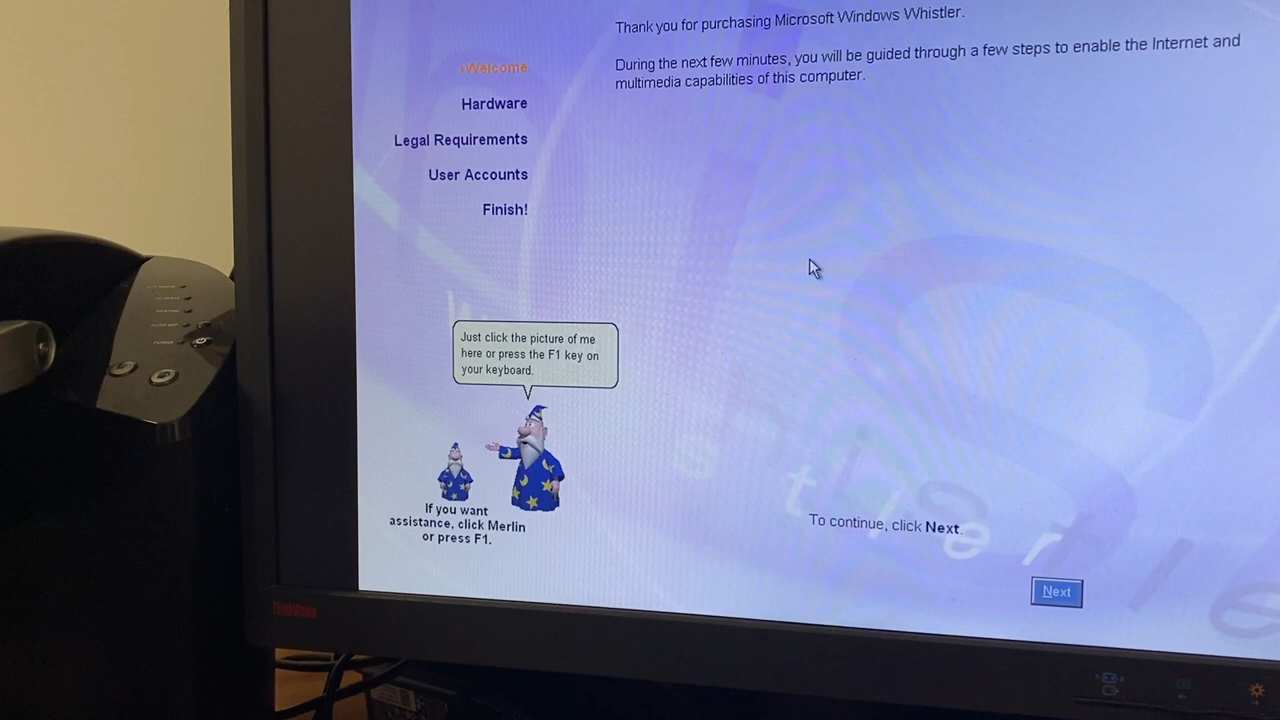 Thank you for purchasing Microsoft Windows Whistler.
During the next few minutes, you will be guided through a few steps to enable the Internet and
multimedia capabilities of this computer.
Welcome
Hardware
Legal Requirements
User Accounts
Finish!
Just click the picture of me
here or press the F1 key on
your keyboard.
If you want
assistance, click Merlin
or press F1.
To continue, click Next.
Next
ThinkVision